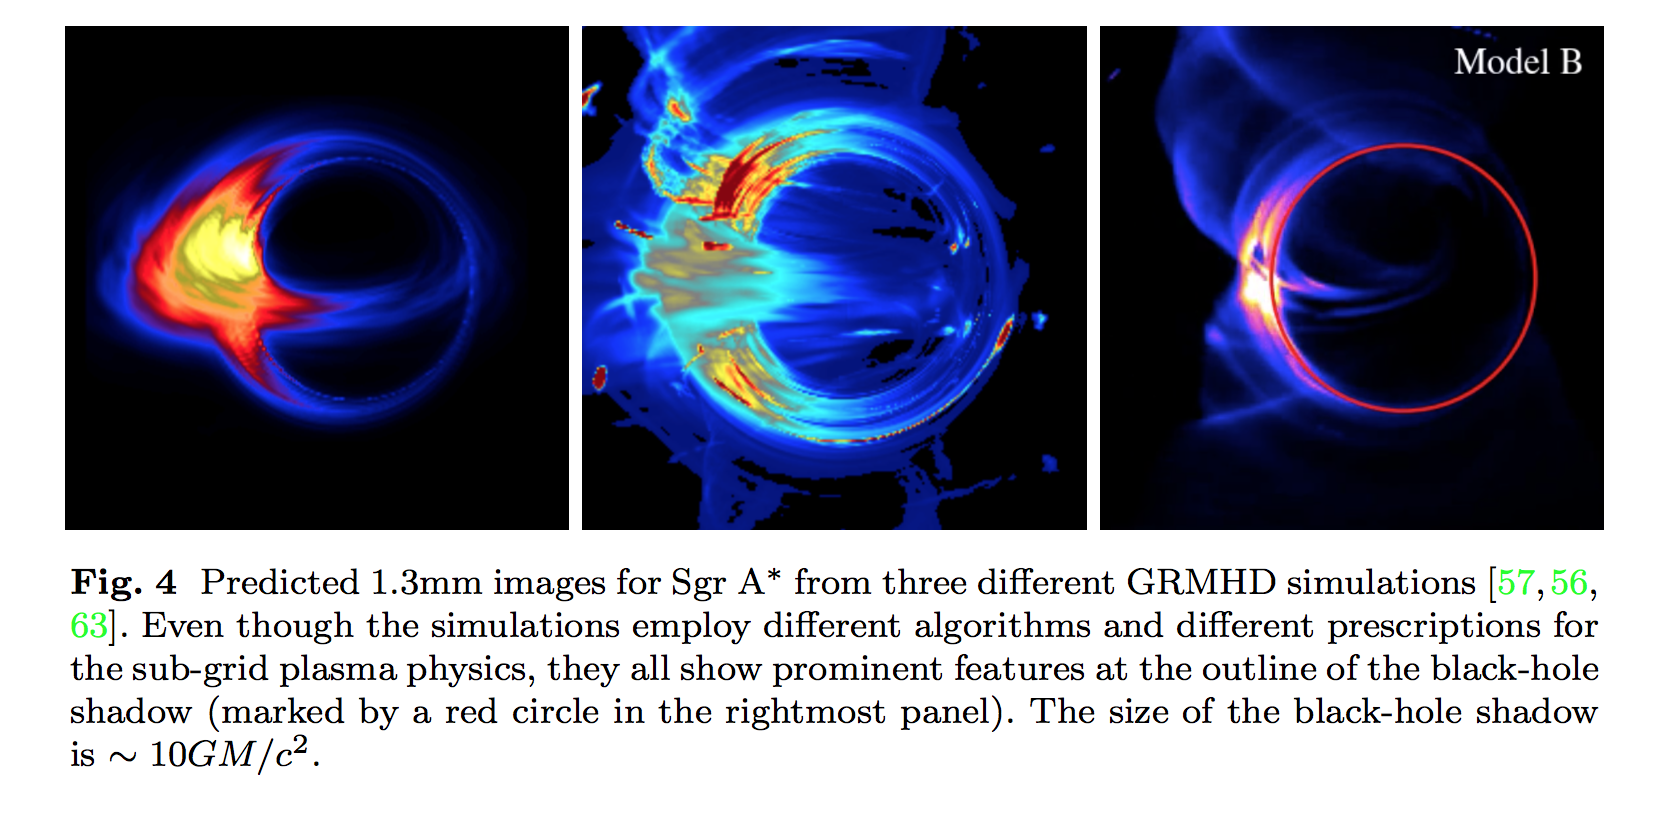 Model B
Fig. 4 Predicted 1.3mm images for Sgr A* from three different GRMHD simulations [57,56,
63]. Even though the simulations employ different algorithms and different prescriptions for
the sub-grid plasma physics, they all show prominent features at the outline of the black-hole
shadow (marked by a red circle in the rightmost panel). The size of the black-hole shadow
is ∼ 10GM/c².